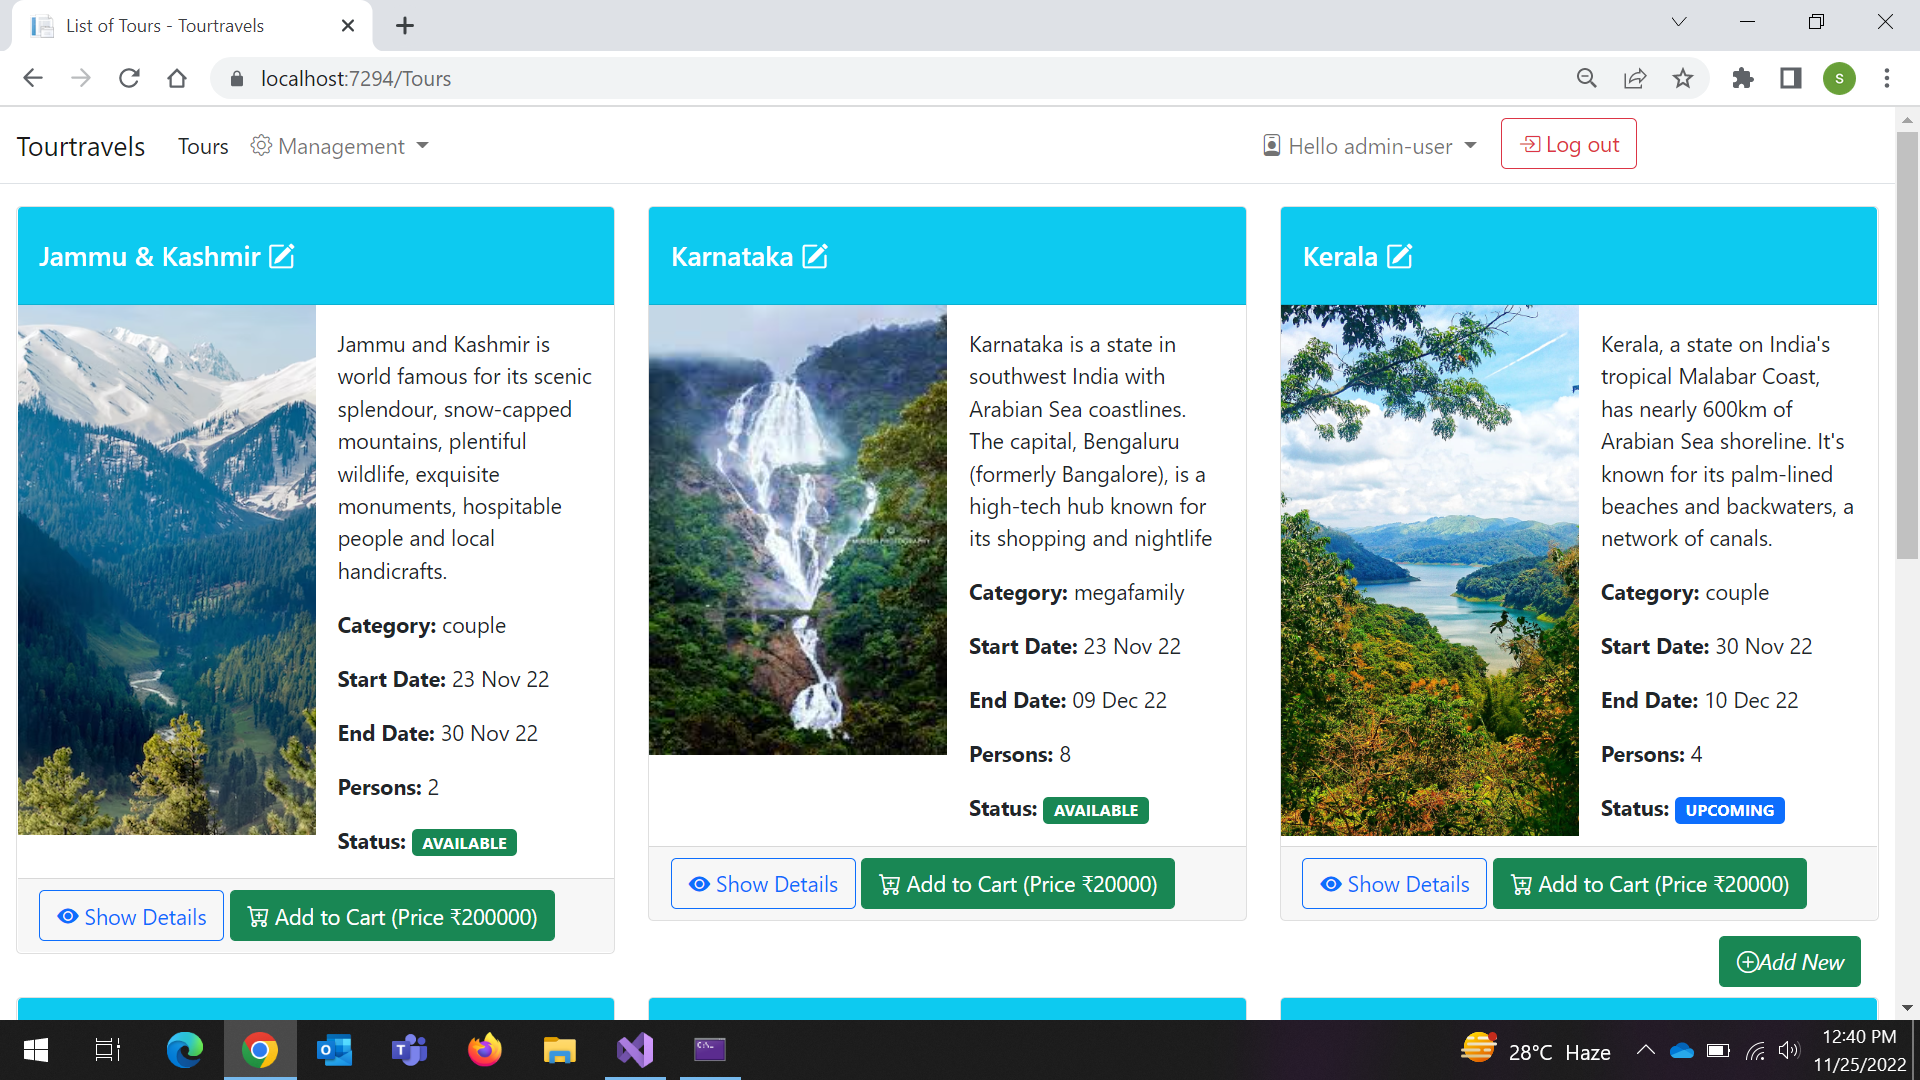 List of Tours - Tourtravels
localhost:7294/Tours
S
Tourtravels
Tours
Management
Hello admin-user
Log out
Jammu & Kashmir
Jammu and Kashmir is
world famous for its scenic
splendour, snow-capped
mountains, plentiful
wildlife, exquisite
monuments, hospitable
people and local
handicrafts.
Category: couple
Start Date: 23 Nov 22
End Date: 30 Nov 22
Persons: 2
Status: AVAILABLE
Show Details
Add to Cart (Price ₹200000)
Karnataka
Karnataka is a state in
southwest India with
Arabian Sea coastlines.
The capital, Bengaluru
(formerly Bangalore), is a
high-tech hub known for
its shopping and nightlife
Category: megafamily
Start Date: 23 Nov 22
End Date: 09 Dec 22
Persons: 8
Status: AVAILABLE
Show Details
Add to Cart (Price ₹20000)
Kerala
Kerala, a state on India's
tropical Malabar Coast,
has nearly 600km of
Arabian Sea shoreline. It's
known for its palm-lined
beaches and backwaters, a
network of canals.
Category: couple
Start Date: 30 Nov 22
End Date: 10 Dec 22
Persons: 4
Status: UPCOMING
Show Details
Add to Cart (Price ₹20000)
Add New
28°C Haze
12:40 PM
11/25/2022